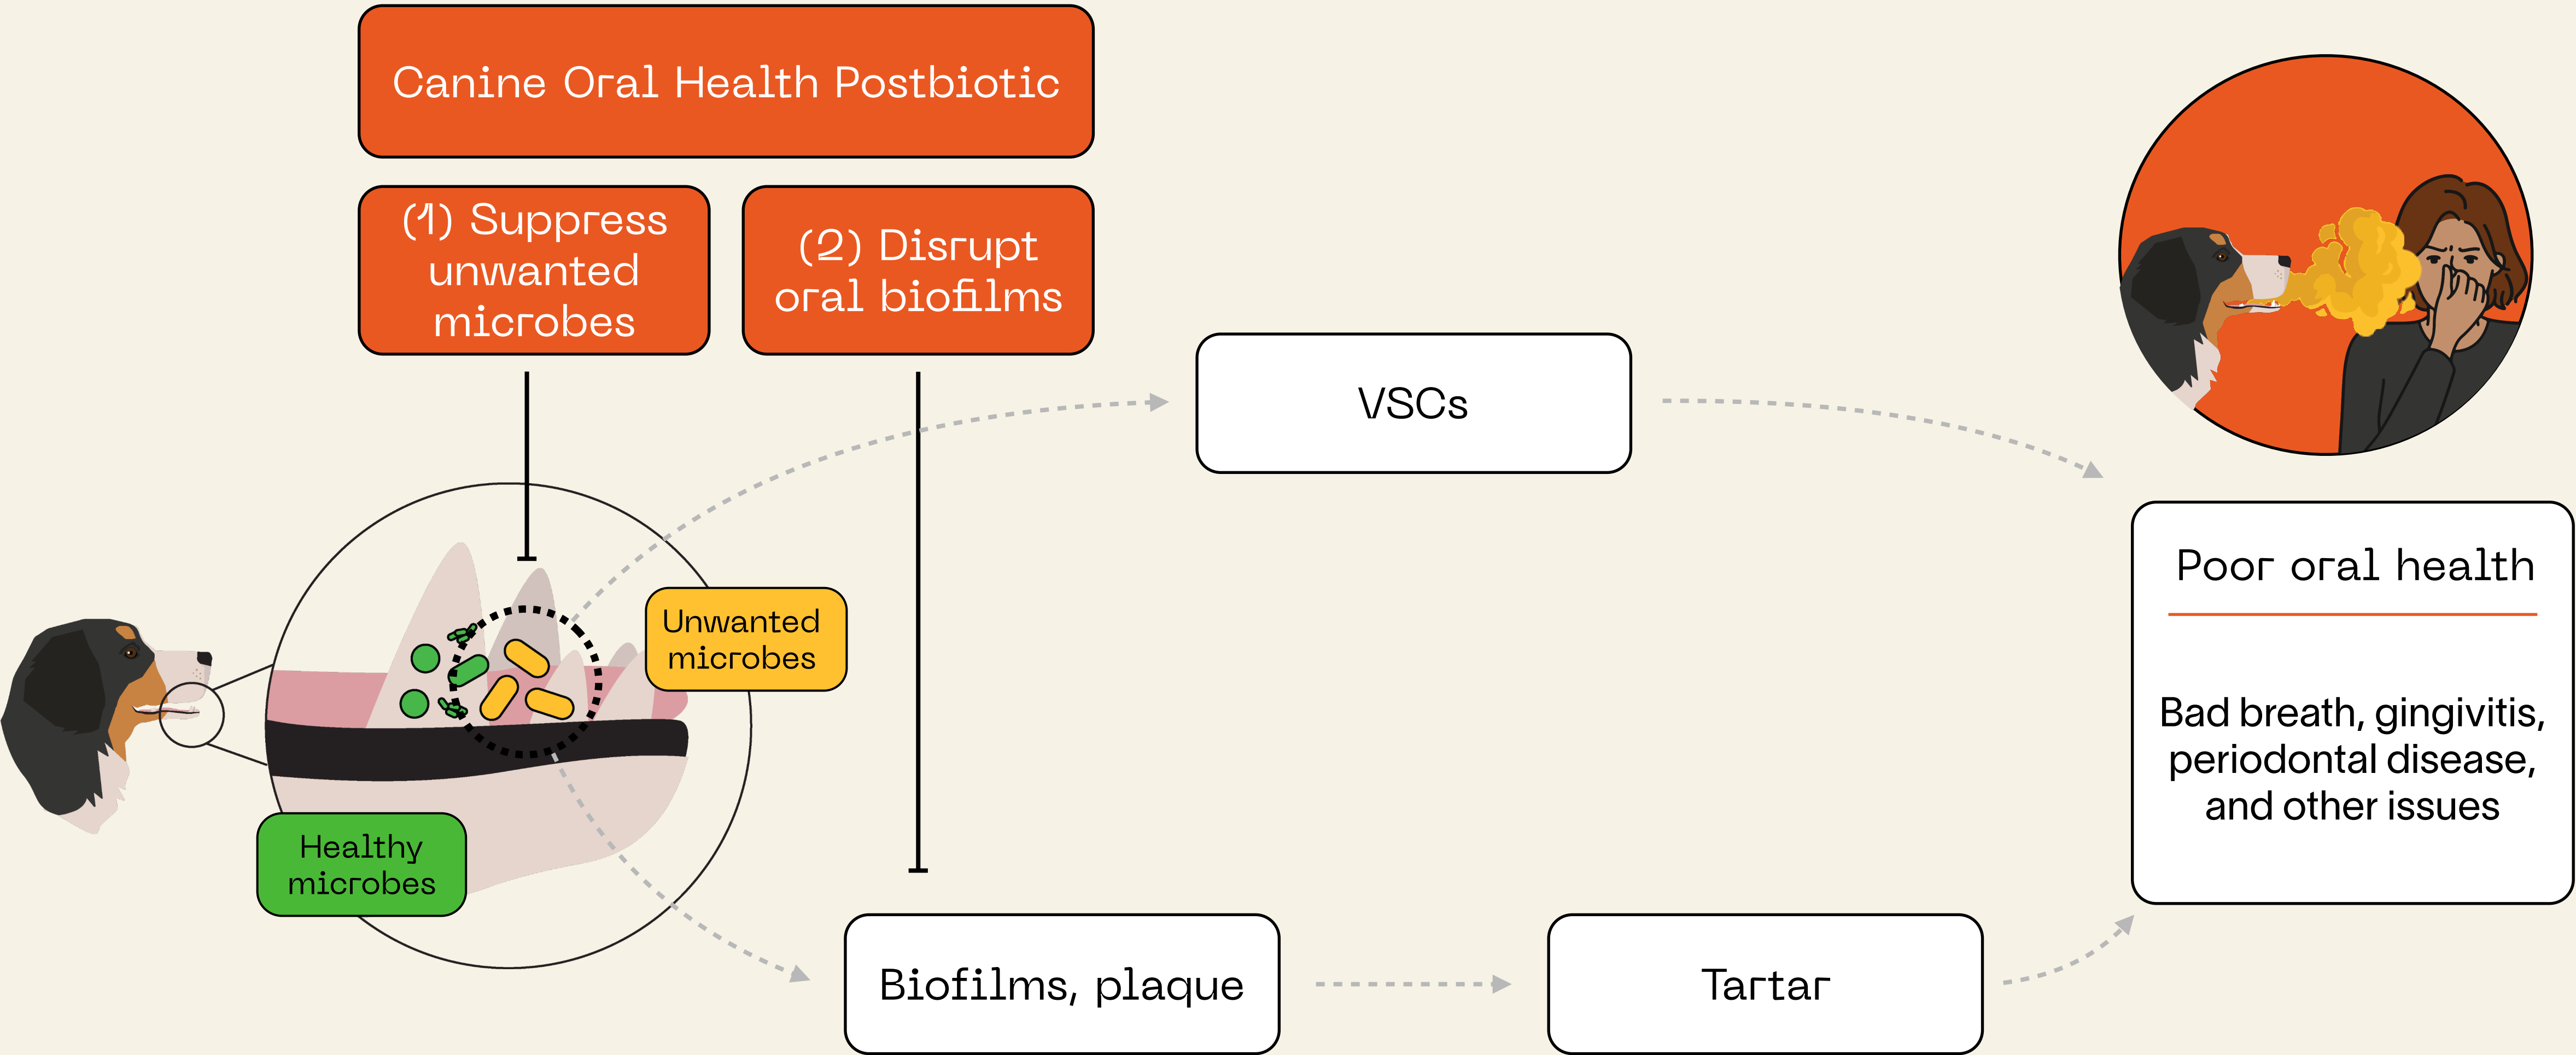 Canine Oral Health Postbiotic
(1) Suppress
unwanted
microbes
(2) Disrupt
oral biofilms
VSCs
Unwanted
microbes
Healthy
microbes
Biofilms, plaque
Tartar
Poor oral health
Bad breath, gingivitis,
periodontal disease,
and other issues